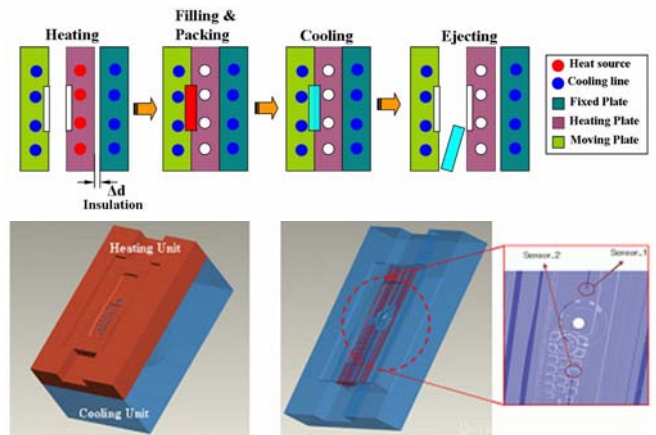 Heating
Filling &
Packing
Cooling
Ejecting
Δd
Insulation
Heat source
Cooling line
Fixed Plate
Heating Plate
Moving Plate
Heating Unit
Cooling Unit
Sensor_2
Sensor_1